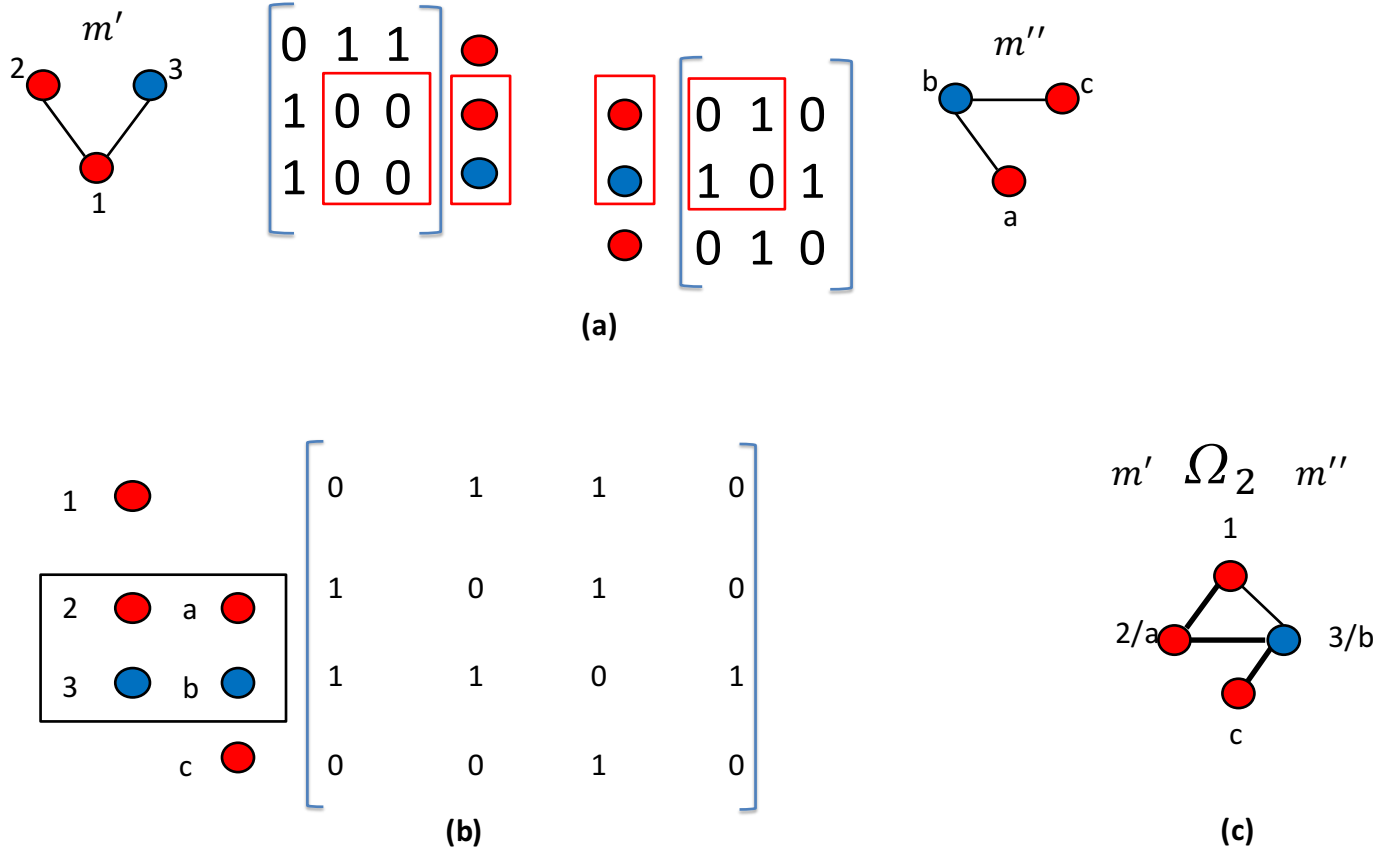 m′
2 3
1
0 1 1
1 0 0
1 0 0
0 1 0
1 0 1
0 1 0
m′′
b c
a
(a)
1
2 a
3 b
c
0 1 1 0
1 0 1 0
1 1 0 1
0 0 1 0
(b)
m′ Ω2 m′′
1
2/a 3/b
c
(c)